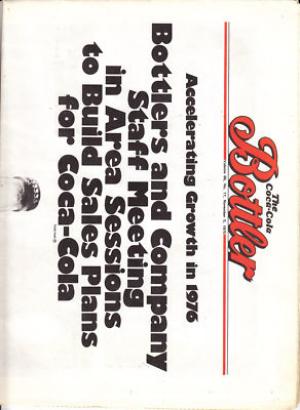 The
Coca-Cola
Bottler
Accelerating Growth in 1976
Bottlers and Company
Staff Meeting
in Area Sessions
to Build Sales Plans
for Coca-Cola